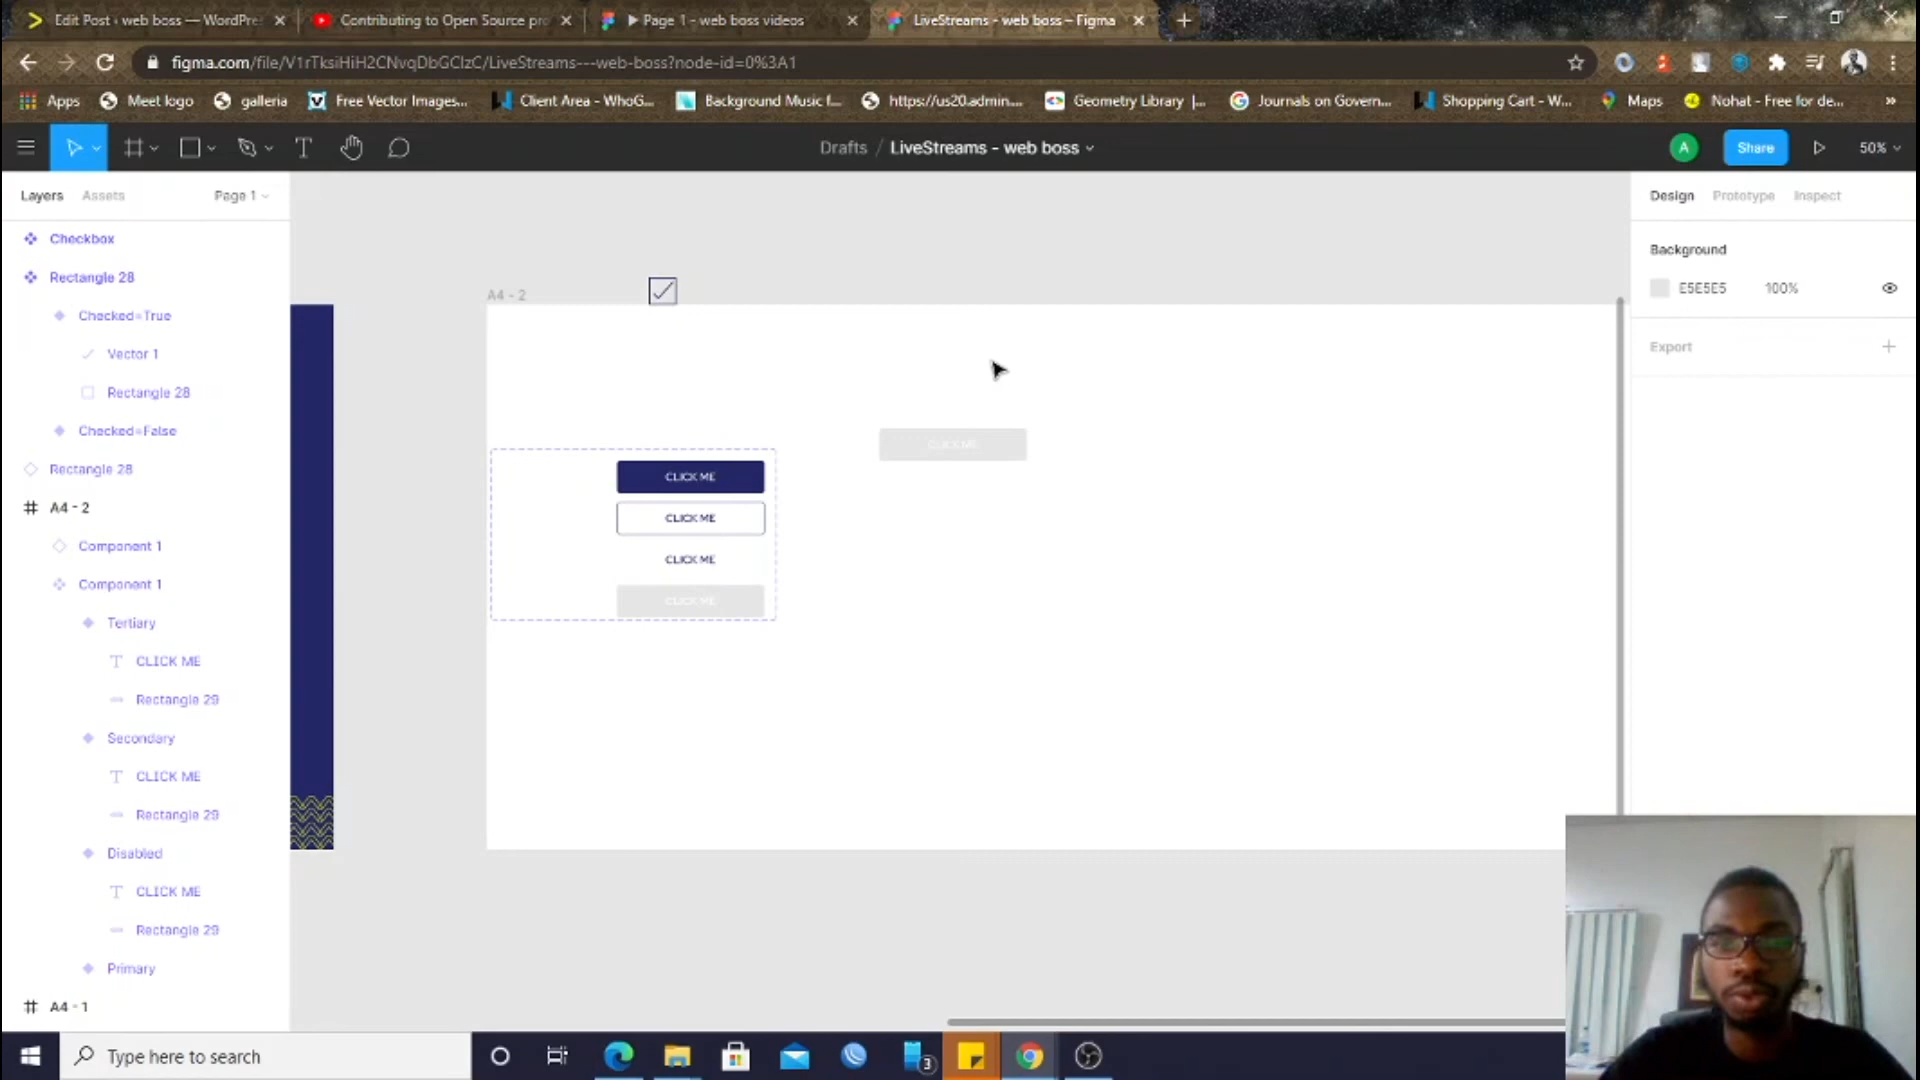 Edit Post ‹ web boss — WordPre
Contributing to Open Source pro
Page 1 - web boss videos
LiveStreams - web boss – Figma
figma.com/file/V1rTksiHiH2CNvqDbGClzC/LiveStreams---web-boss?node-id=0%3A1
Apps
Meet logo
galleria
Free Vector Images...
Client Area - WhoG...
Background Music f...
https://us20.admin....
Geometry Library |...
Journals on Govern...
Shopping Cart - W...
Maps
Nohat - Free for de...
»
Drafts / LiveStreams - web boss
A
Share
50%
Layers
Assets
Page 1
Design
Prototype
Inspect
Checkbox
Rectangle 28
Checked=True
Vector 1
Rectangle 28
Checked=False
Rectangle 28
A4 - 2
Component 1
Component 1
Tertiary
CLICK ME
Rectangle 29
Secondary
CLICK ME
Rectangle 29
Disabled
CLICK ME
Rectangle 29
Primary
A4 - 1
A4 - 2
CLICK ME
CLICK ME
CLICK ME
CLICK ME
CLICK ME
Background
E5E5E5
100%
Export
Type here to search
3